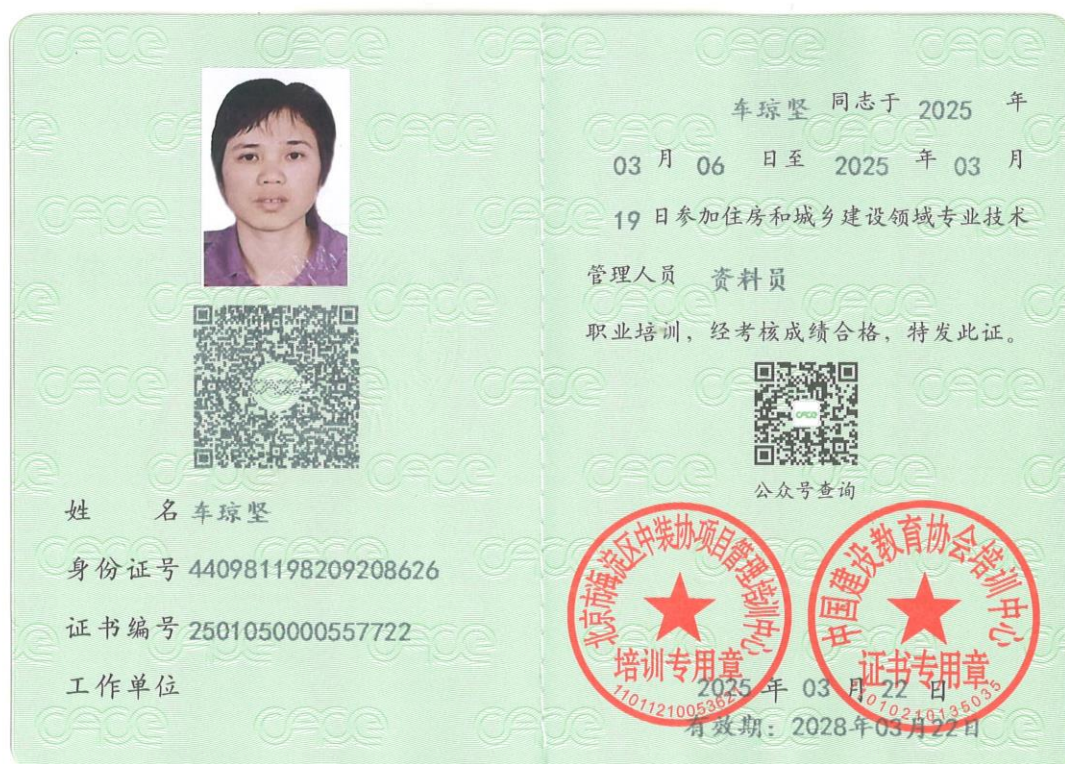 姓 名 车琼坚
身份证号 440981198209208626
证书编号 2501050000557722
工作单位
车琼坚 同志于 2025 年
03 月 06 日至 2025 年 03 月
19 日参加住房和城乡建设领域专业技术
管理人员 资料员
职业培训，经考核成绩合格，特发此证。
公众号查询
北京市海淀区中装协项目管理培训中心
培训专用章
中国建设教育协会培训中心
证书专用章
11010210135035
2025 年 03 月 22 日
有效期：2028年03月22日